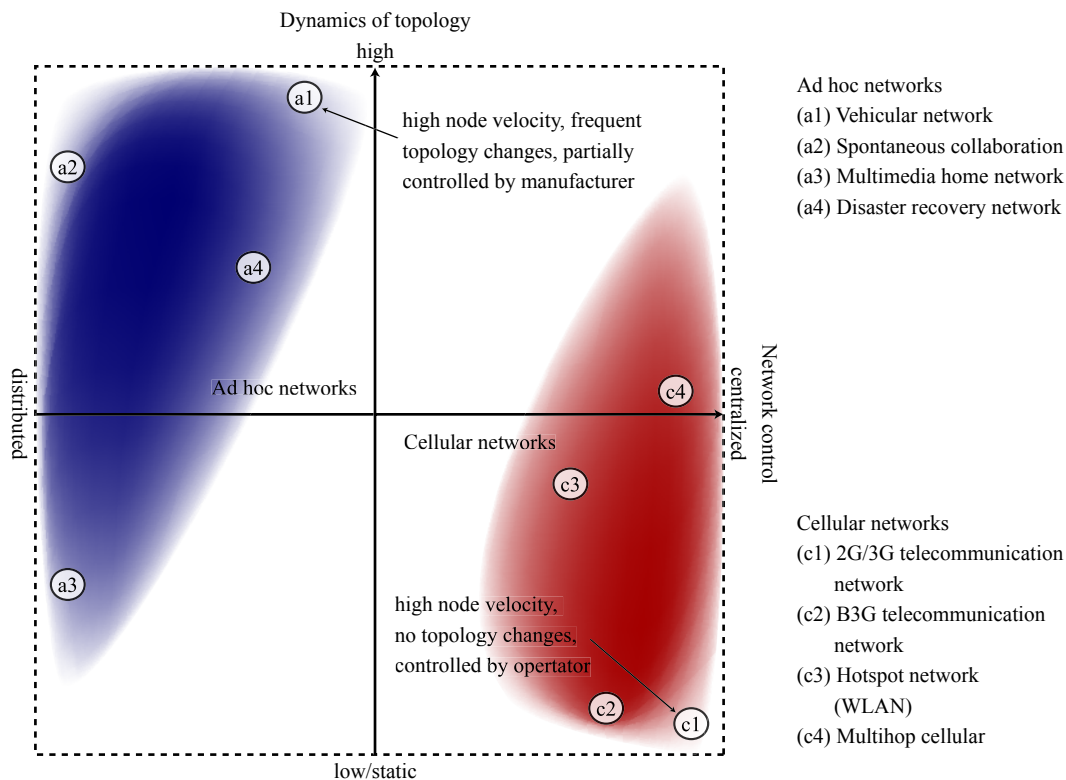 Dynamics of topology
high
a1
a2
a4
a3
high node velocity, frequent
topology changes, partially
controlled by manufacturer
Ad hoc networks
distributed
Cellular networks
centralized
Network control
c4
c3
high node velocity,
no topology changes,
controlled by opertator
c2
c1
low/static
Ad hoc networks
(a1) Vehicular network
(a2) Spontaneous collaboration
(a3) Multimedia home network
(a4) Disaster recovery network
Cellular networks
(c1) 2G/3G telecommunication
network
(c2) B3G telecommunication
network
(c3) Hotspot network
(WLAN)
(c4) Multihop cellular